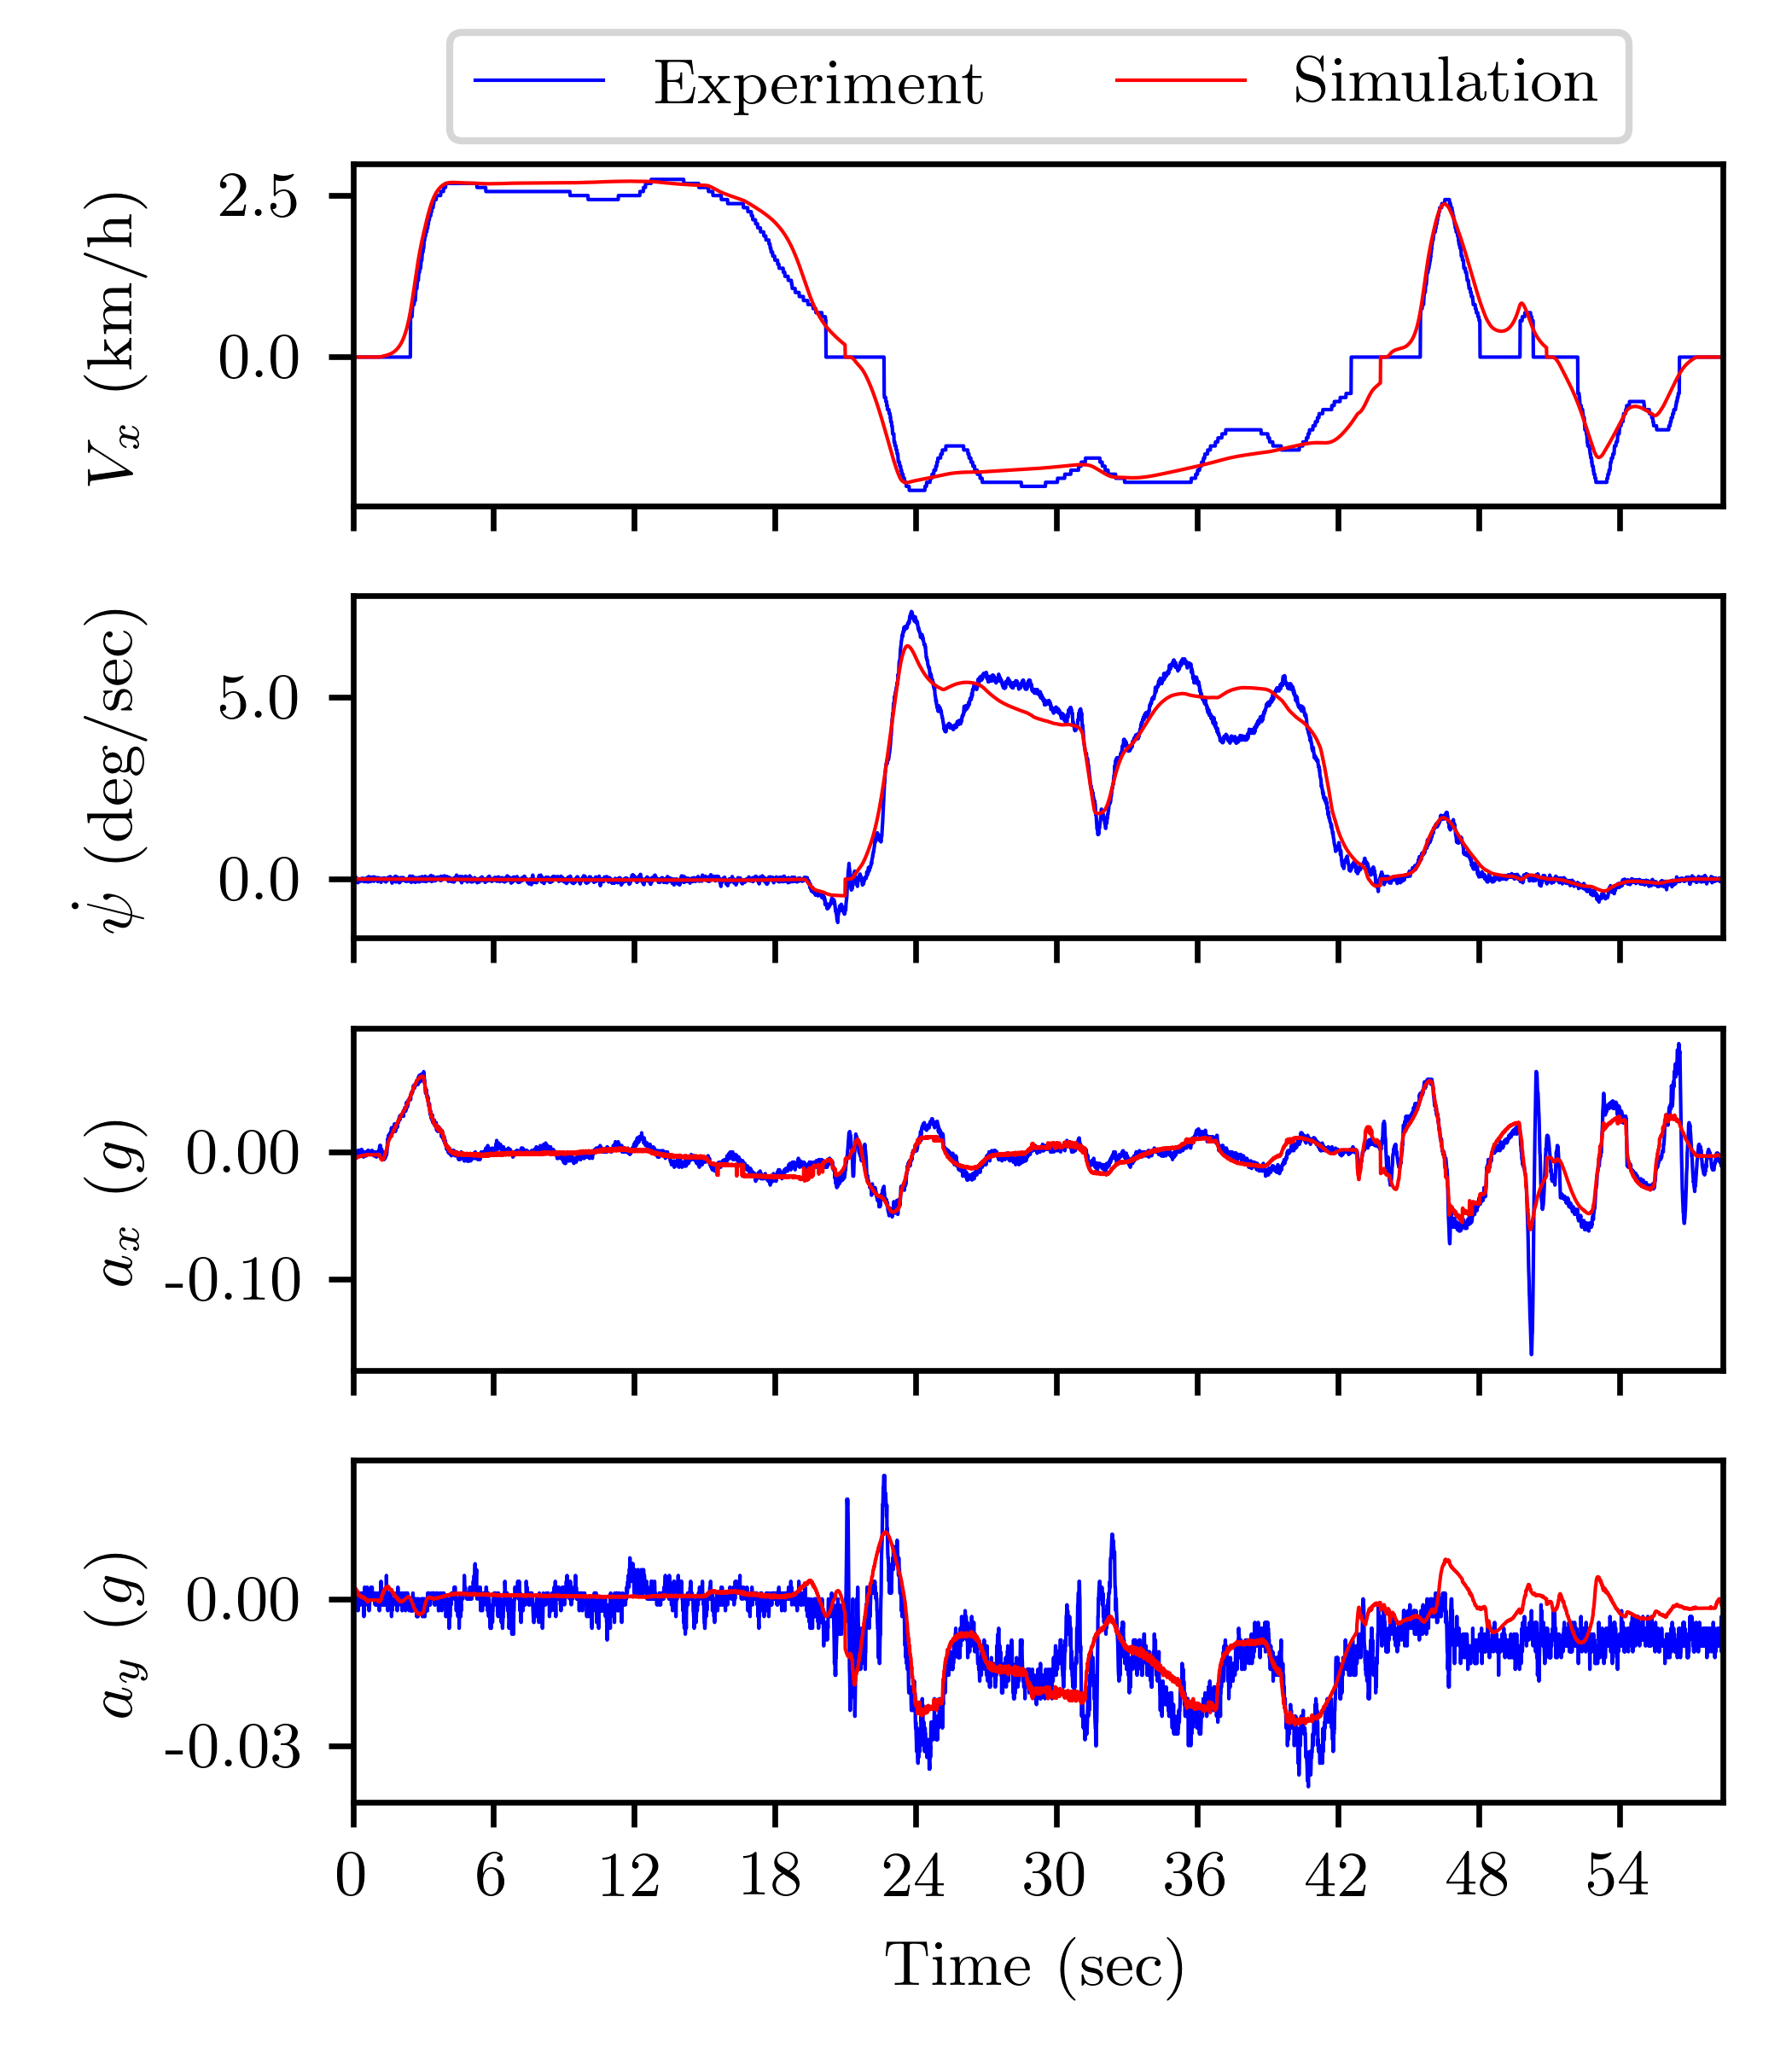 Experiment Simulation
V_x (km/h)
2.5
0.0
ψ̇ (deg/sec)
5.0
0.0
a_x (g)
0.00
-0.10
a_y (g)
0.00
-0.03
0 6 12 18 24 30 36 42 48 54
Time (sec)